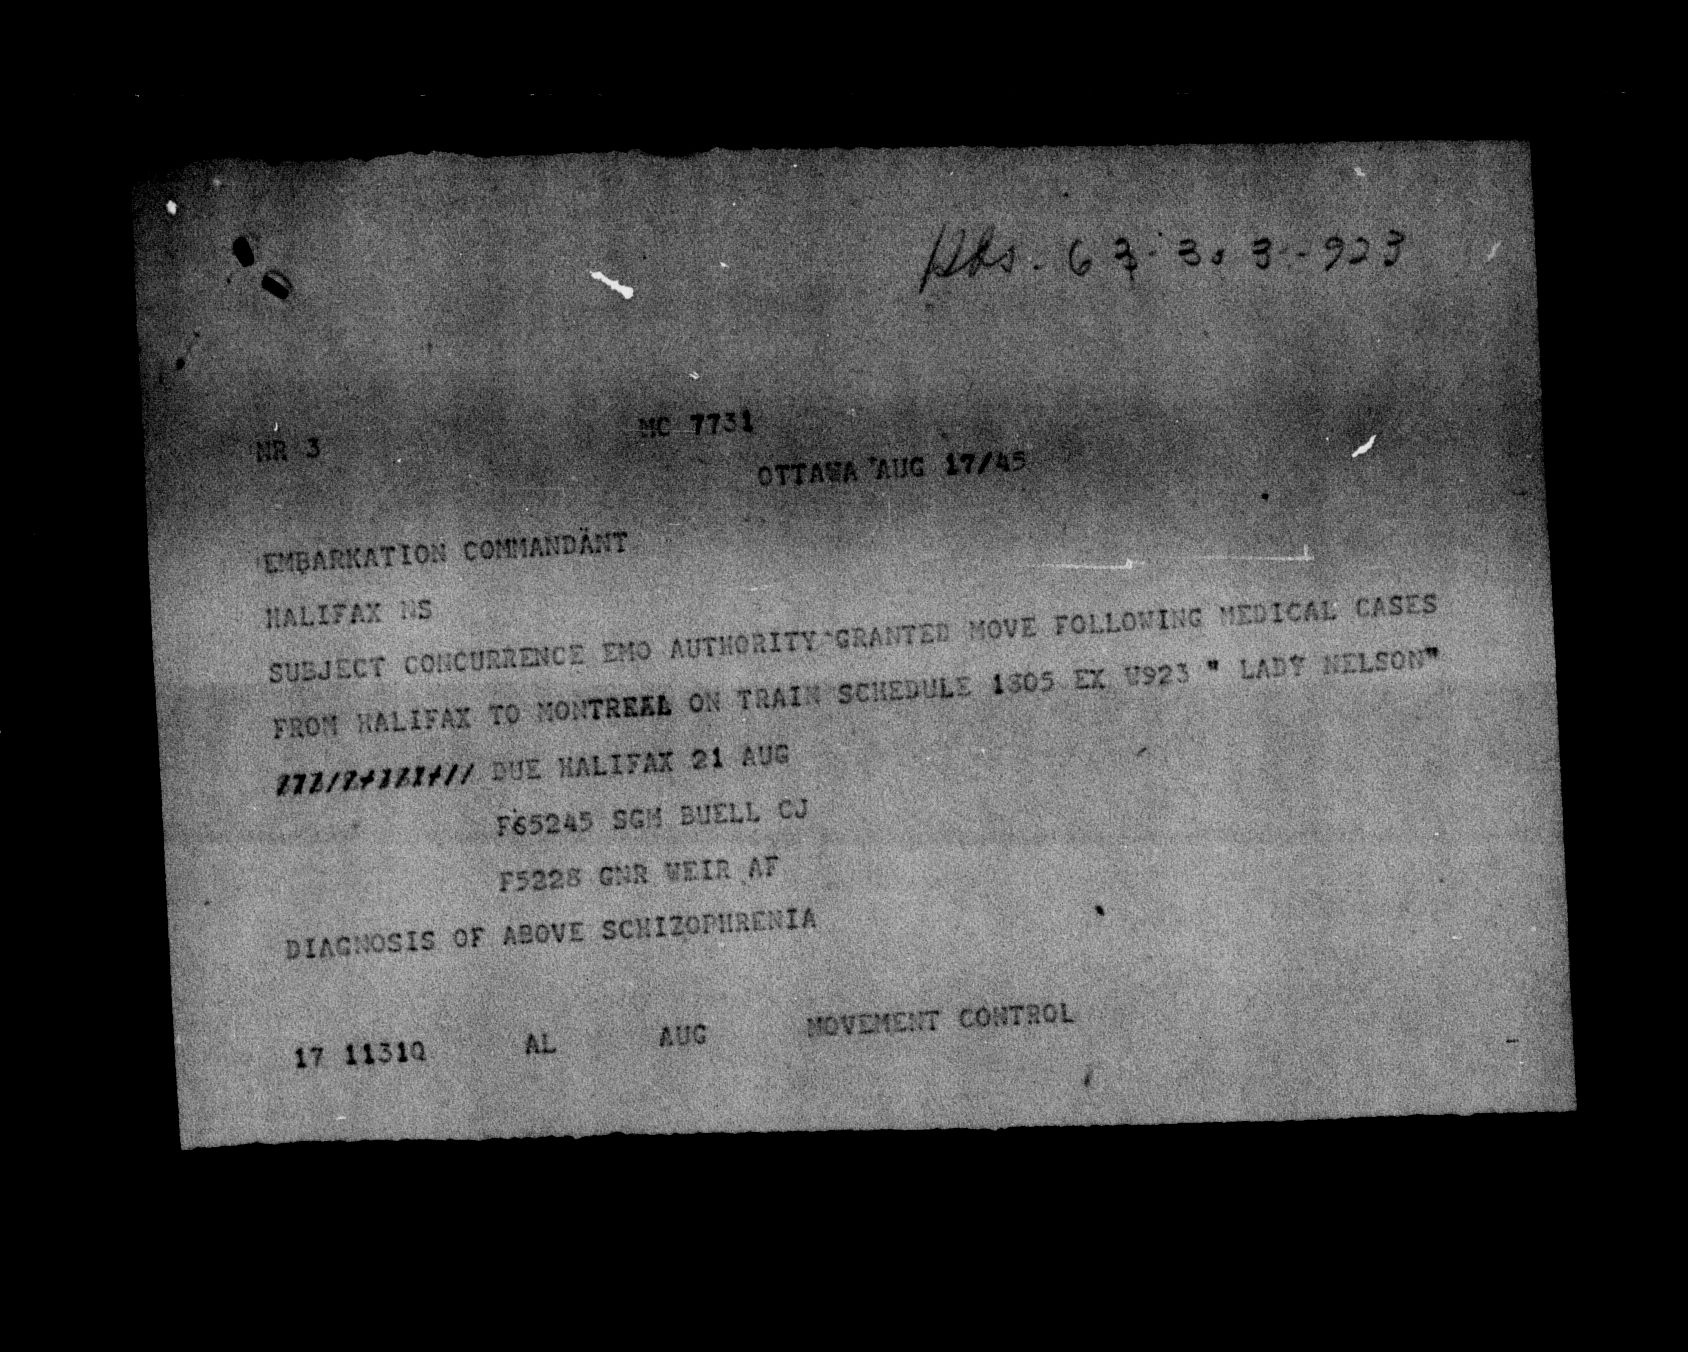 Hds. 63.3.3-923
NR 3 MC 7731
OTTAWA AUG 17/45
EMBARKATION COMMANDANT
HALIFAX NS
SUBJECT CONCURRENCE EMO AUTHORITY GRANTED MOVE FOLLOWING MEDICAL CASES
FROM HALIFAX TO MONTREAL ON TRAIN SCHEDULE 1805 EX W923 " LADY NELSON"
DUE HALIFAX 21 AUG
F65245 SGM BUELL CJ
F5228 GNR WEIR AF
DIAGNOSIS OF ABOVE SCHIZOPHRENIA
17 1131Q AL AUG MOVEMENT CONTROL